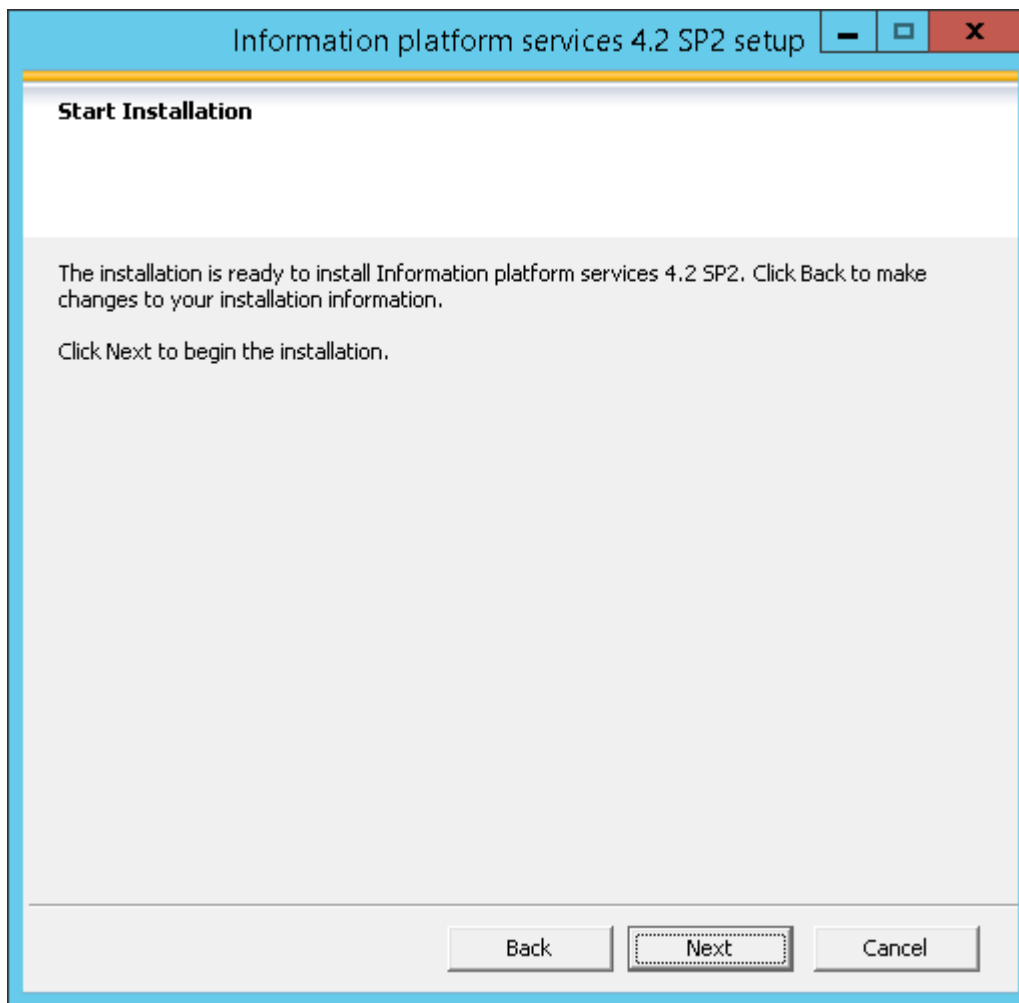 Information platform services 4.2 SP2 setup
Start Installation
The installation is ready to install Information platform services 4.2 SP2. Click Back to make
changes to your installation information.
Click Next to begin the installation.
Back Next Cancel